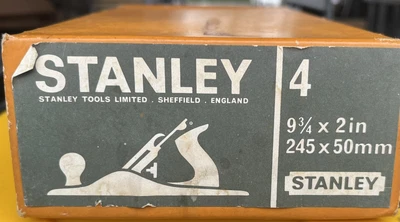 STANLEY
STANLEY TOOLS LIMITED . SHEFFIELD . ENGLAND
4
9¾ x 2in
245 x 50mm
STANLEY